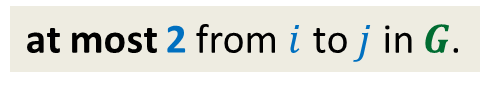 at most 2 from i to j in G.